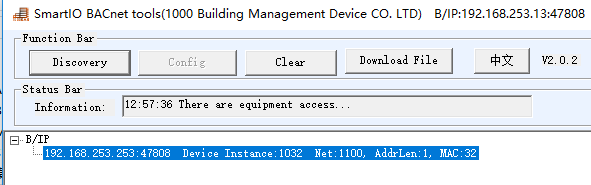 SmartIO BACnet tools(1000 Building Management Device CO. LTD)    B/IP:192.168.253.13:47808
Function Bar
Discovery Config Clear Download File 中文 V2.0.2
Status Bar
Information: 12:57:36 There are equipment access...
B/IP
192.168.253.253:47808  Device Instance:1032  Net:1100, AddrLen:1, MAC:32